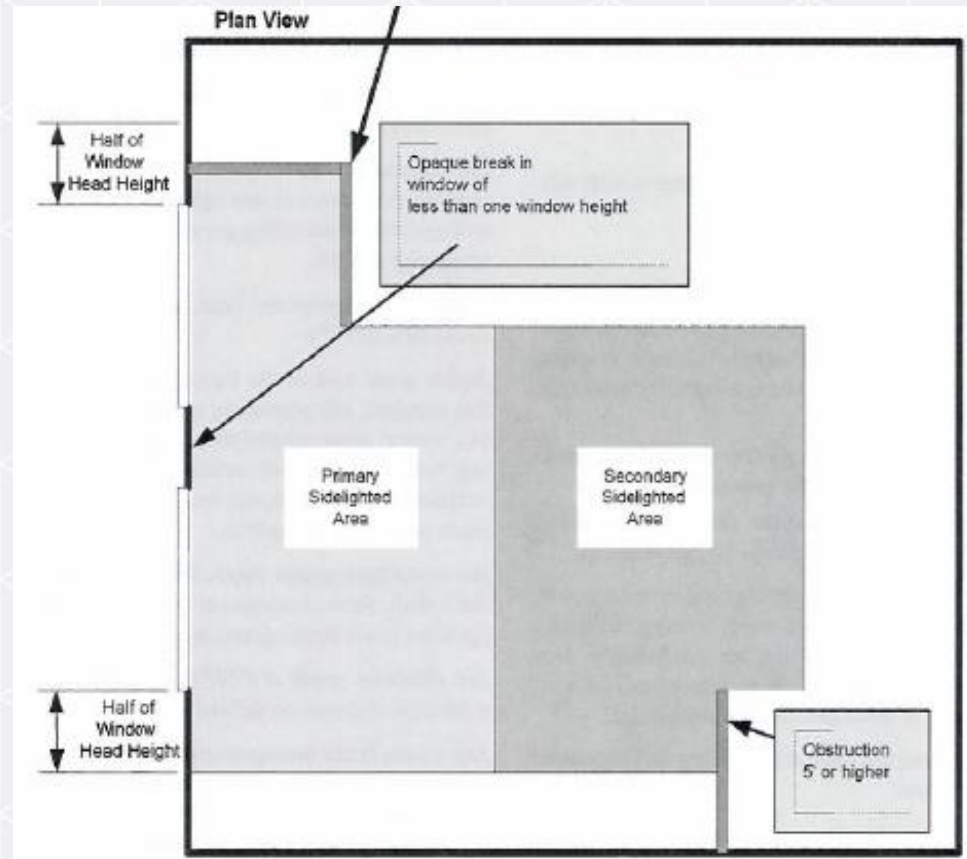 Plan View
Half of
Window
Head Height
Opaque break in
window of
less than one window height
Primary
Sidelighted
Area
Secondary
Sidelighted
Area
Half of
Window
Head Height
Obstruction
5' or higher